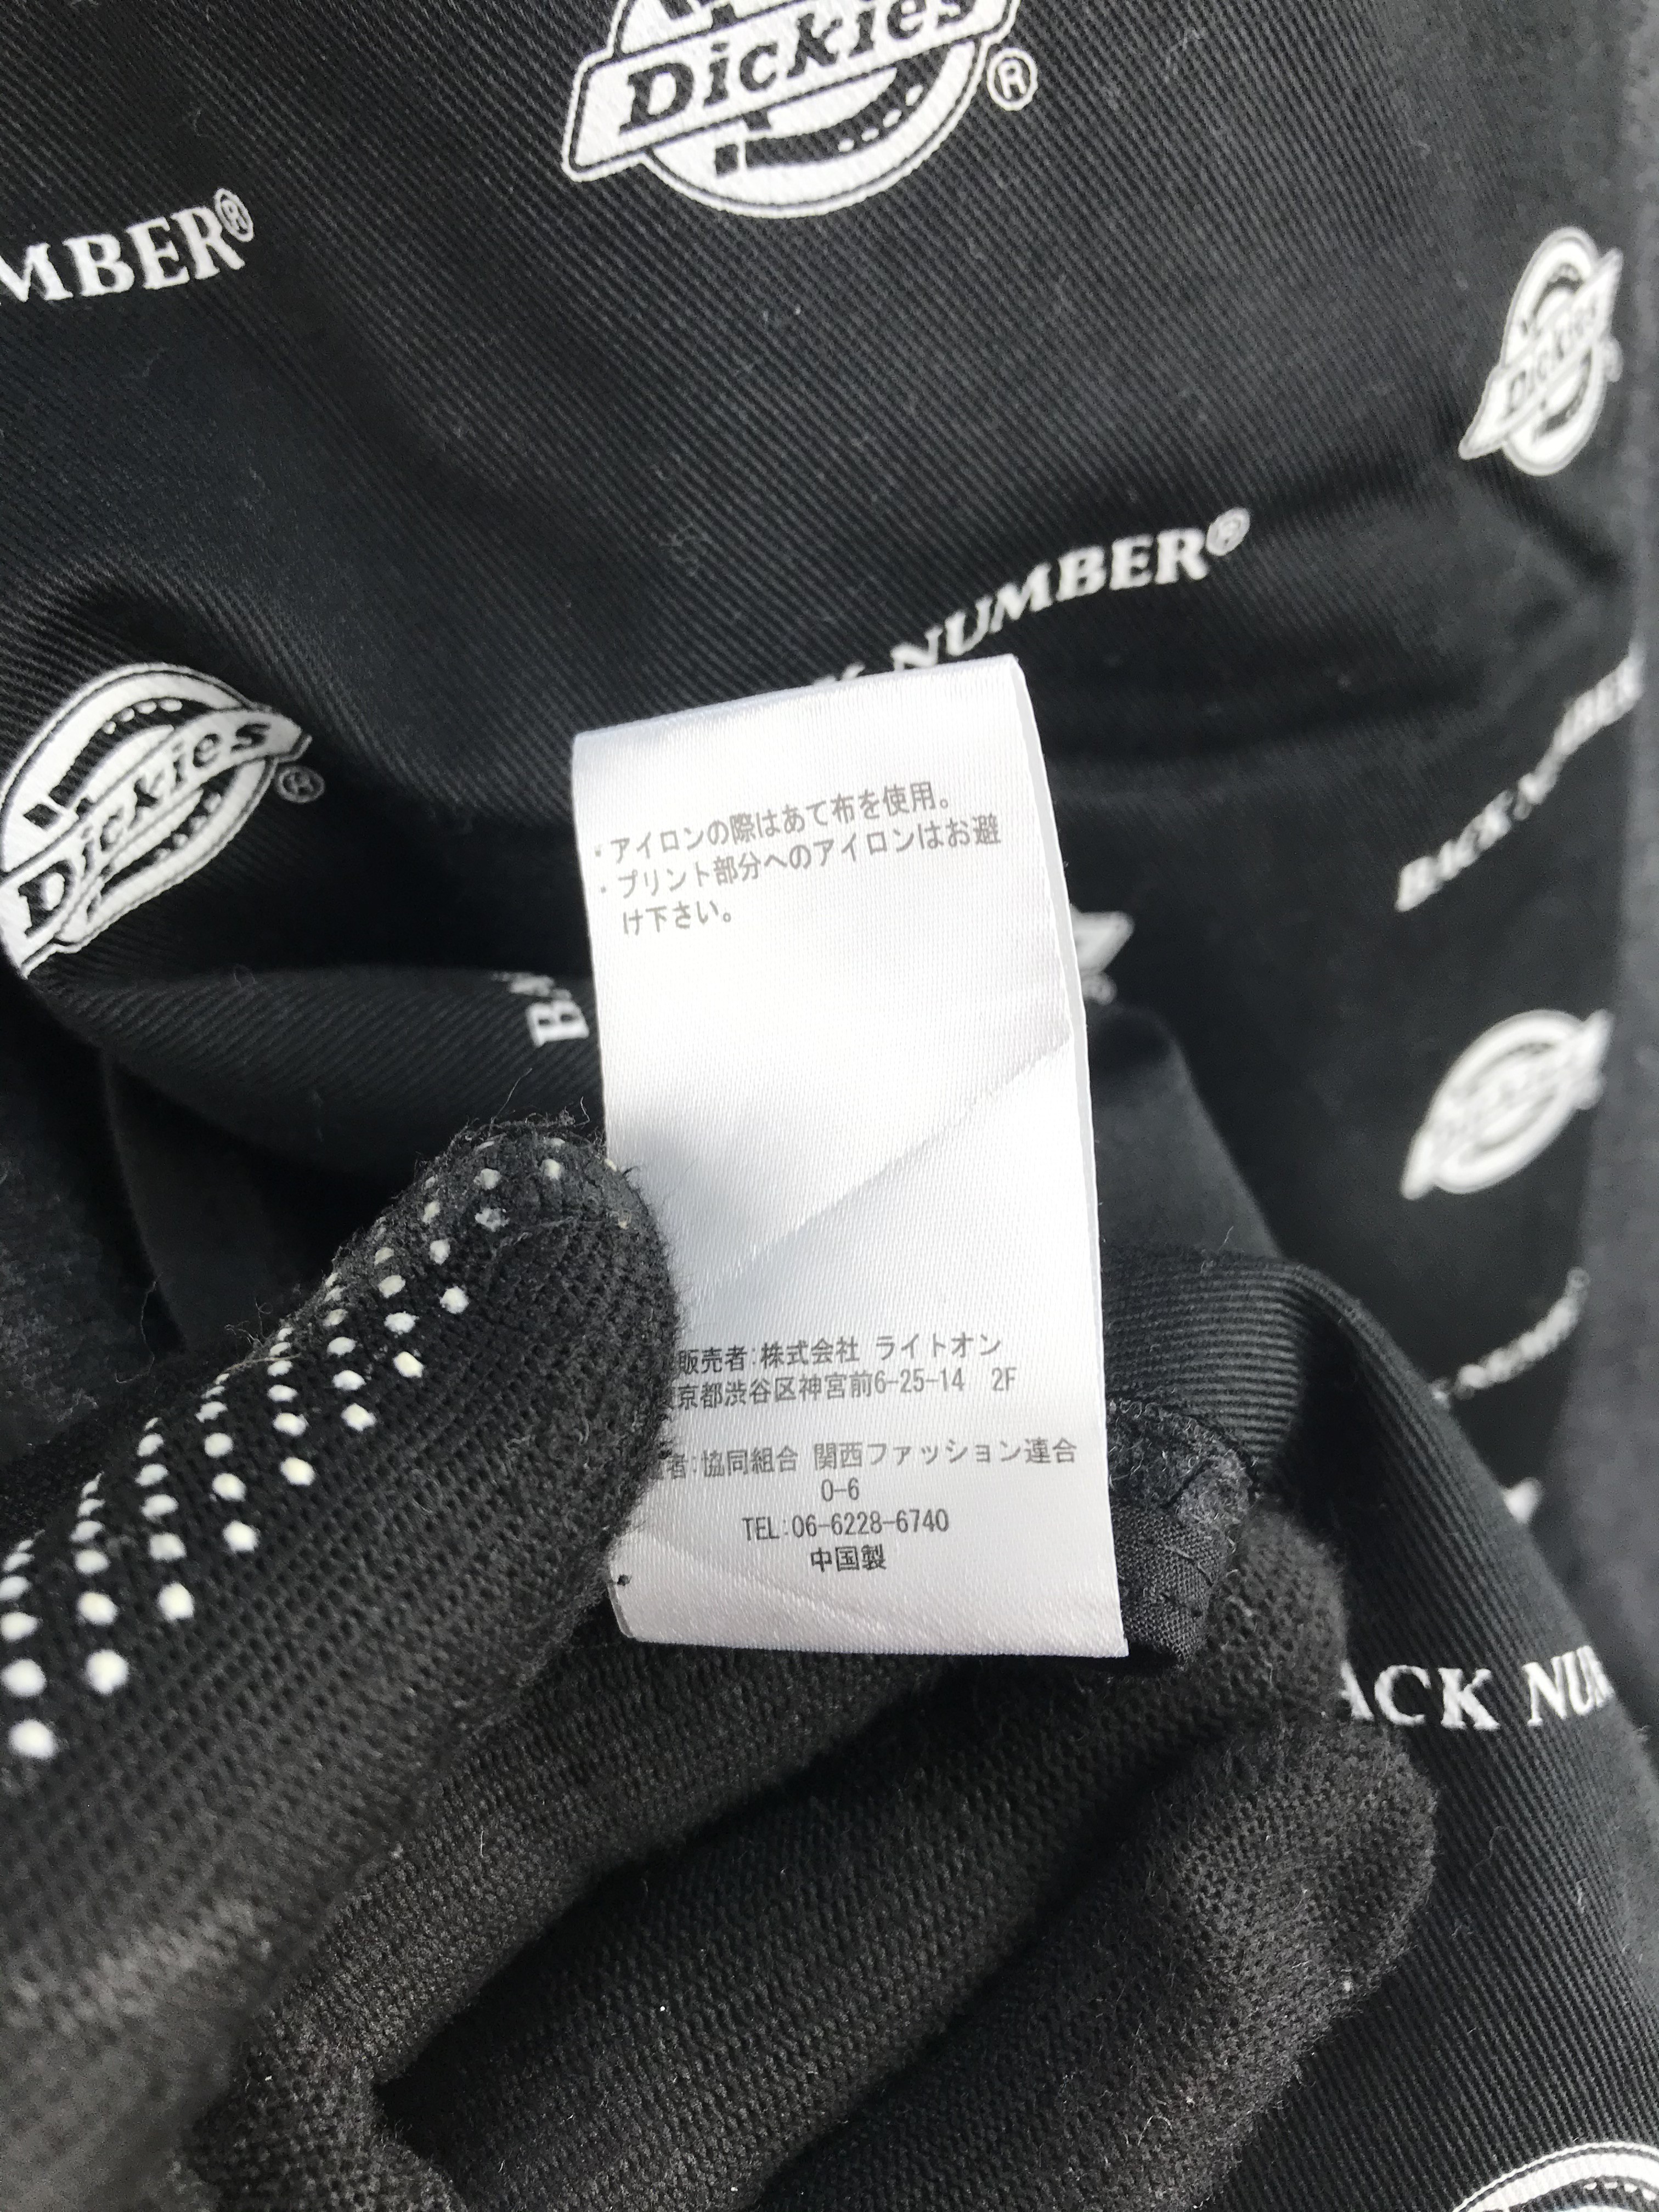 Dickies®
MBER®
Dickies
NUMBER®
Dickies®
BACK NUMBER
・アイロンの際はあて布を使用。
・プリント部分へのアイロンはお避
け下さい。
販売者:株式会社 ライトオン
京都渋谷区神宮前6-25-14 2F
者:協同組合 関西ファッション連合
0-6
TEL:06-6228-6740
中国製
ACK NUM